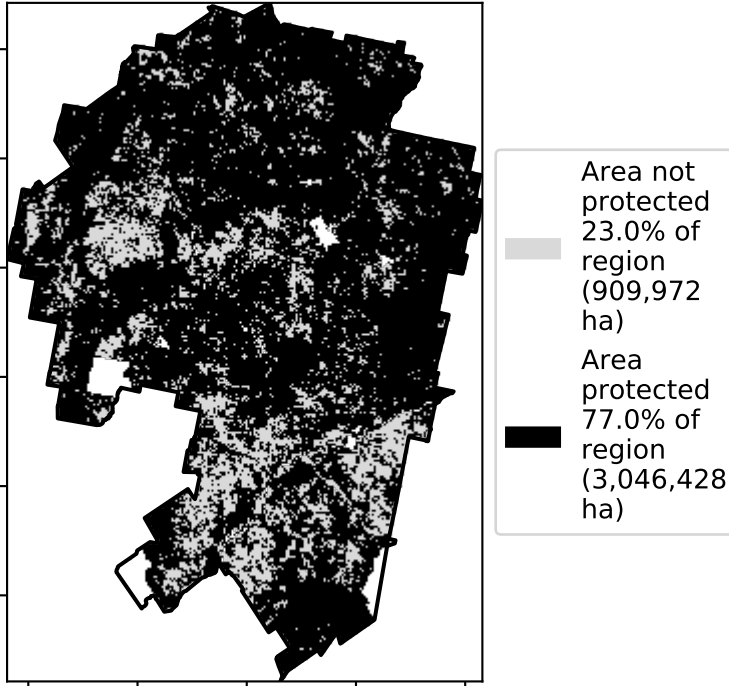 Area not
protected
23.0% of
region
(909,972
ha)
Area
protected
77.0% of
region
(3,046,428
ha)